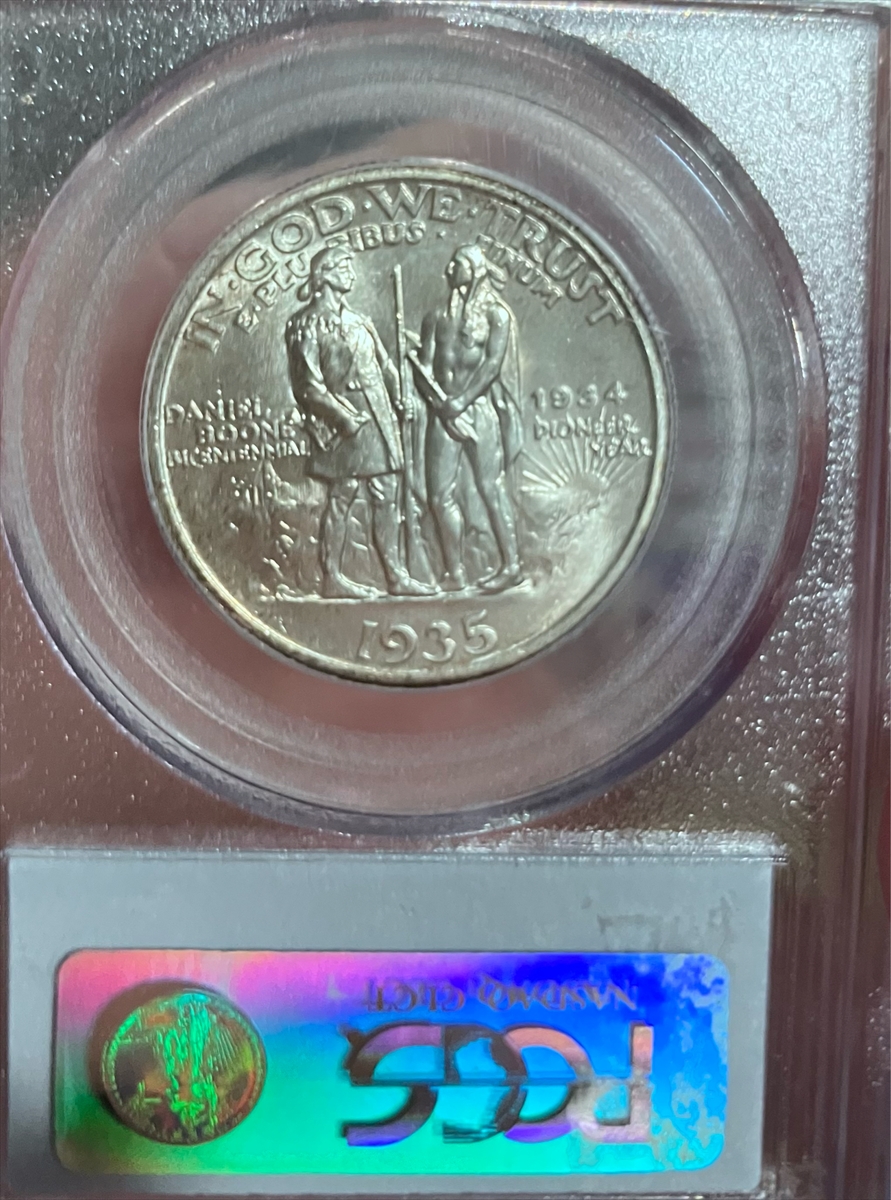 IN·GOD·WE·TRUST
E·PLURIBUS·UNUM
DANIEL
BOONE
BICENTENNIAL
1934
PIONEER
YEAR
1935
NASDAQ CLCT
PCGS